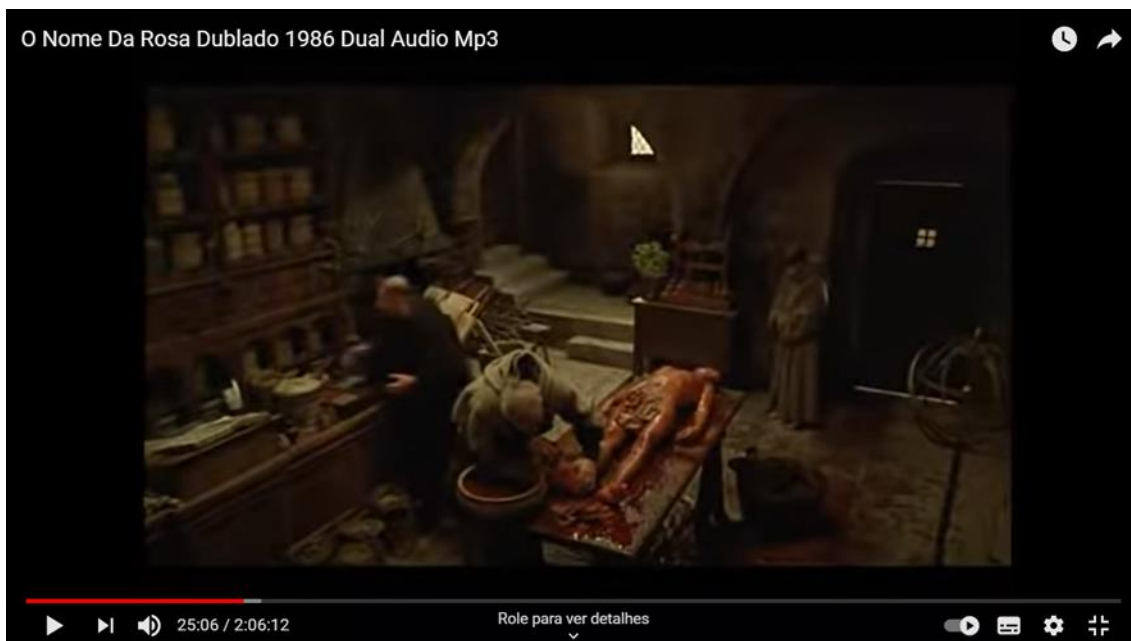 O Nome Da Rosa Dublado 1986 Dual Audio Mp3
25:06 / 2:06:12
Role para ver detalhes